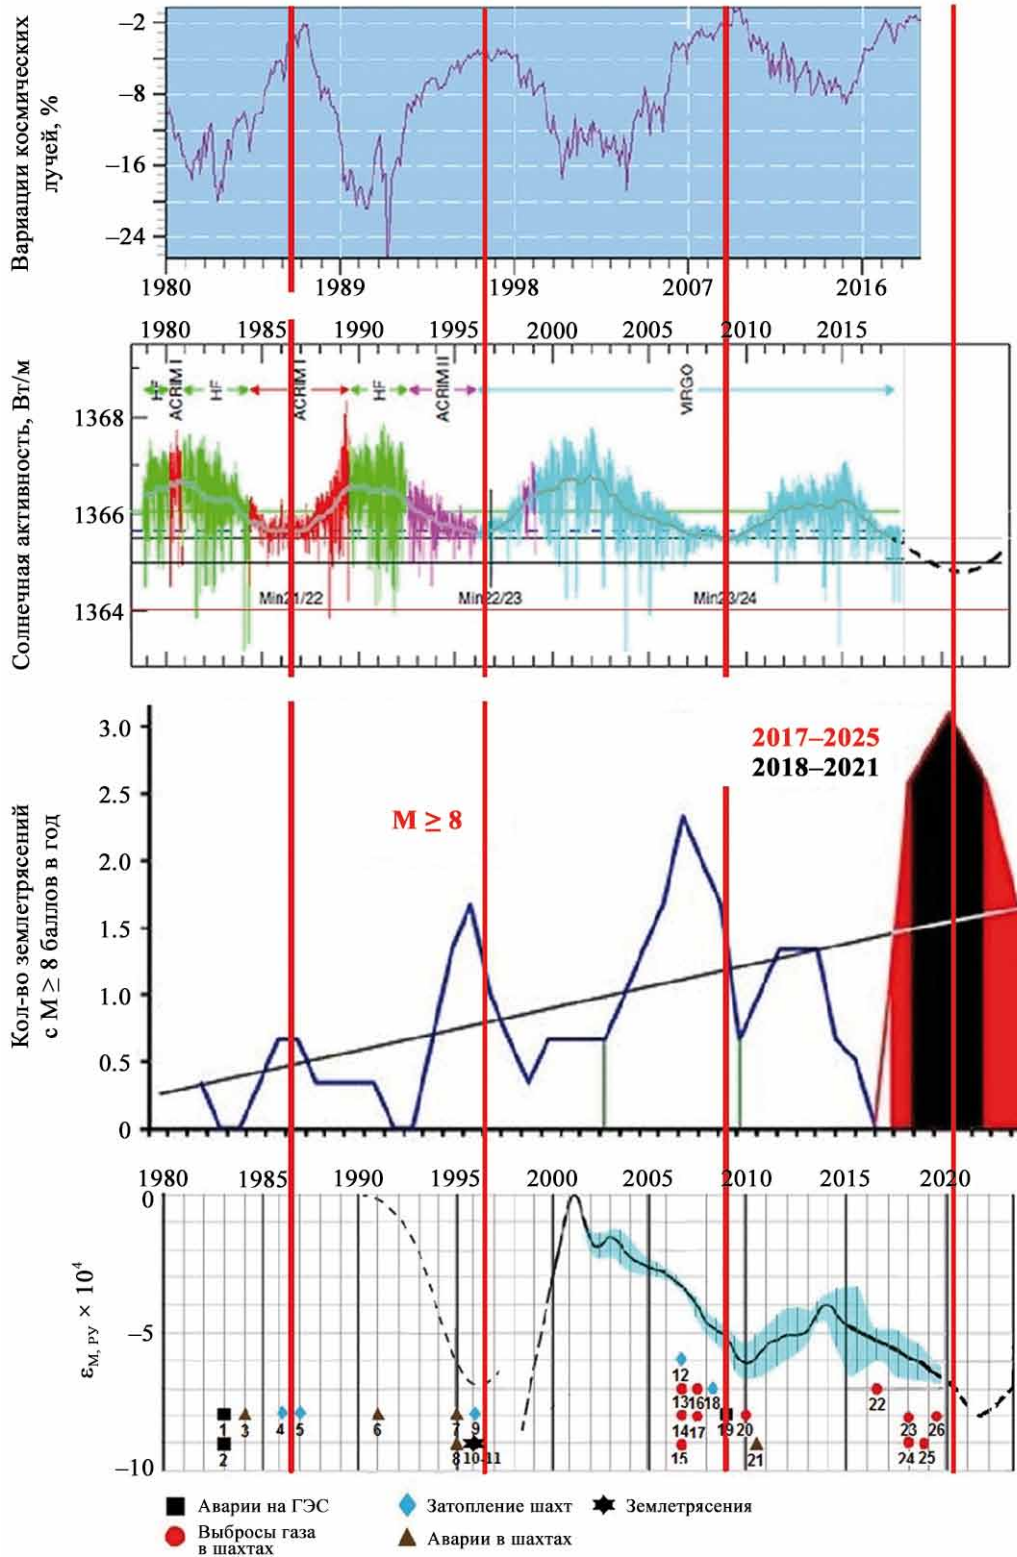 Вариации космических
лучей, %
−2
−8
−16
−24
1980 1989 1998 2007 2016
1980 1985 1990 1995 2000 2005 2010 2015
HF ACRIM I HF ACRIM I HF ACRIM II VIRGO
Солнечная активность, Вт/м
1368
1366
1364
Min21/22 Min22/23 Min23/24
Кол-во землетрясений
с M ≥ 8 баллов в год
3.0
2.5
2.0
1.5
1.0
0.5
0
2017–2025
2018–2021
M ≥ 8
1980 1985 1990 1995 2000 2005 2010 2015 2020
εМ, РУ × 10⁴
0
−5
−10
12
13 16 18 22
1 3 4 5 6 7 9 14 17 19 20 23 26
2 8 10–11 15 21 24 25
Аварии на ГЭС
Затопление шахт
Землетрясения
Выбросы газа
в шахтах
Аварии в шахтах